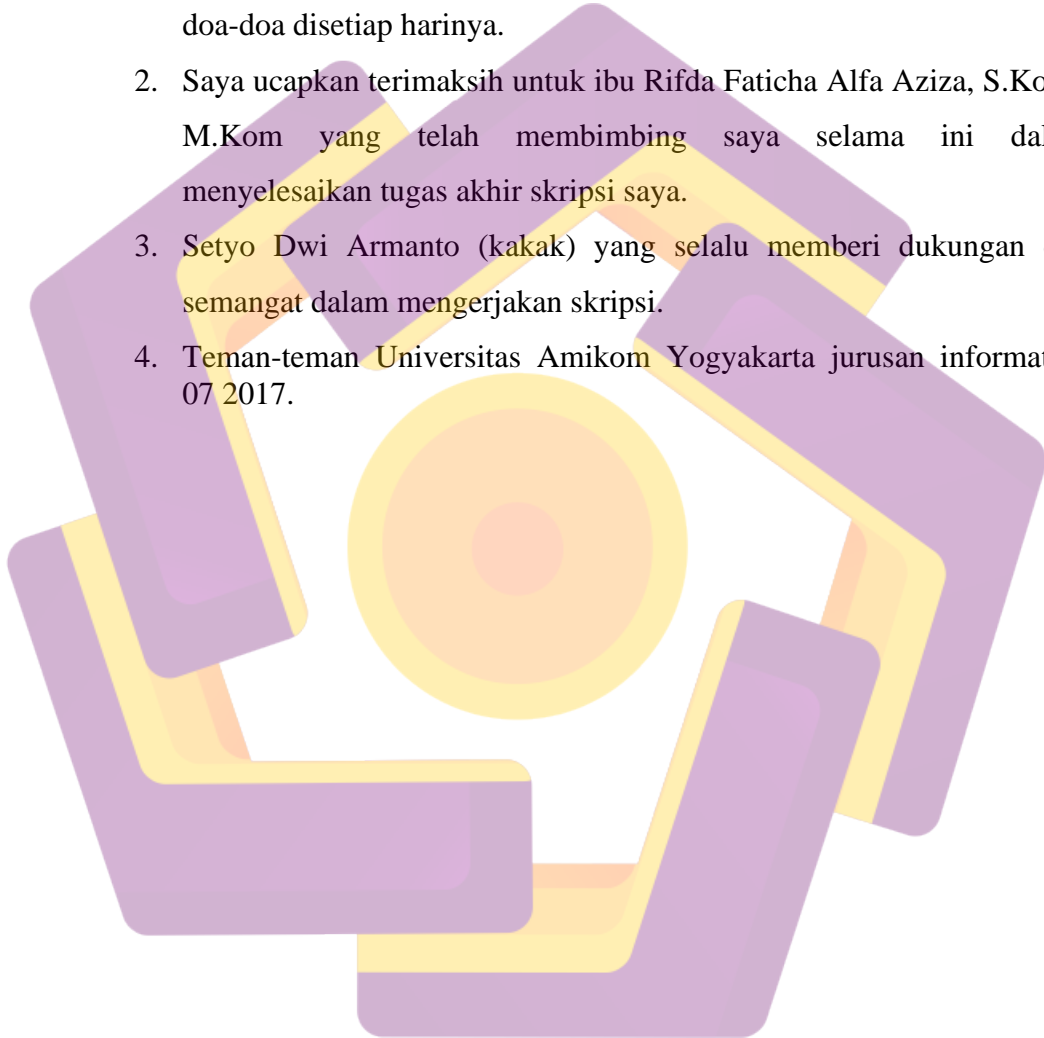 doa-doa disetiap harinya.
2. Saya ucapkan terimaksih untuk ibu Rifda Faticha Alfa Aziza, S.Ko
M.Kom yang telah membimbing saya selama ini dal
menyelesaikan tugas akhir skripsi saya.
3. Setyo Dwi Armanto (kakak) yang selalu memberi dukungan
semangat dalam mengerjakan skripsi.
4. Teman-teman Universitas Amikom Yogyakarta jurusan informat
07 2017.